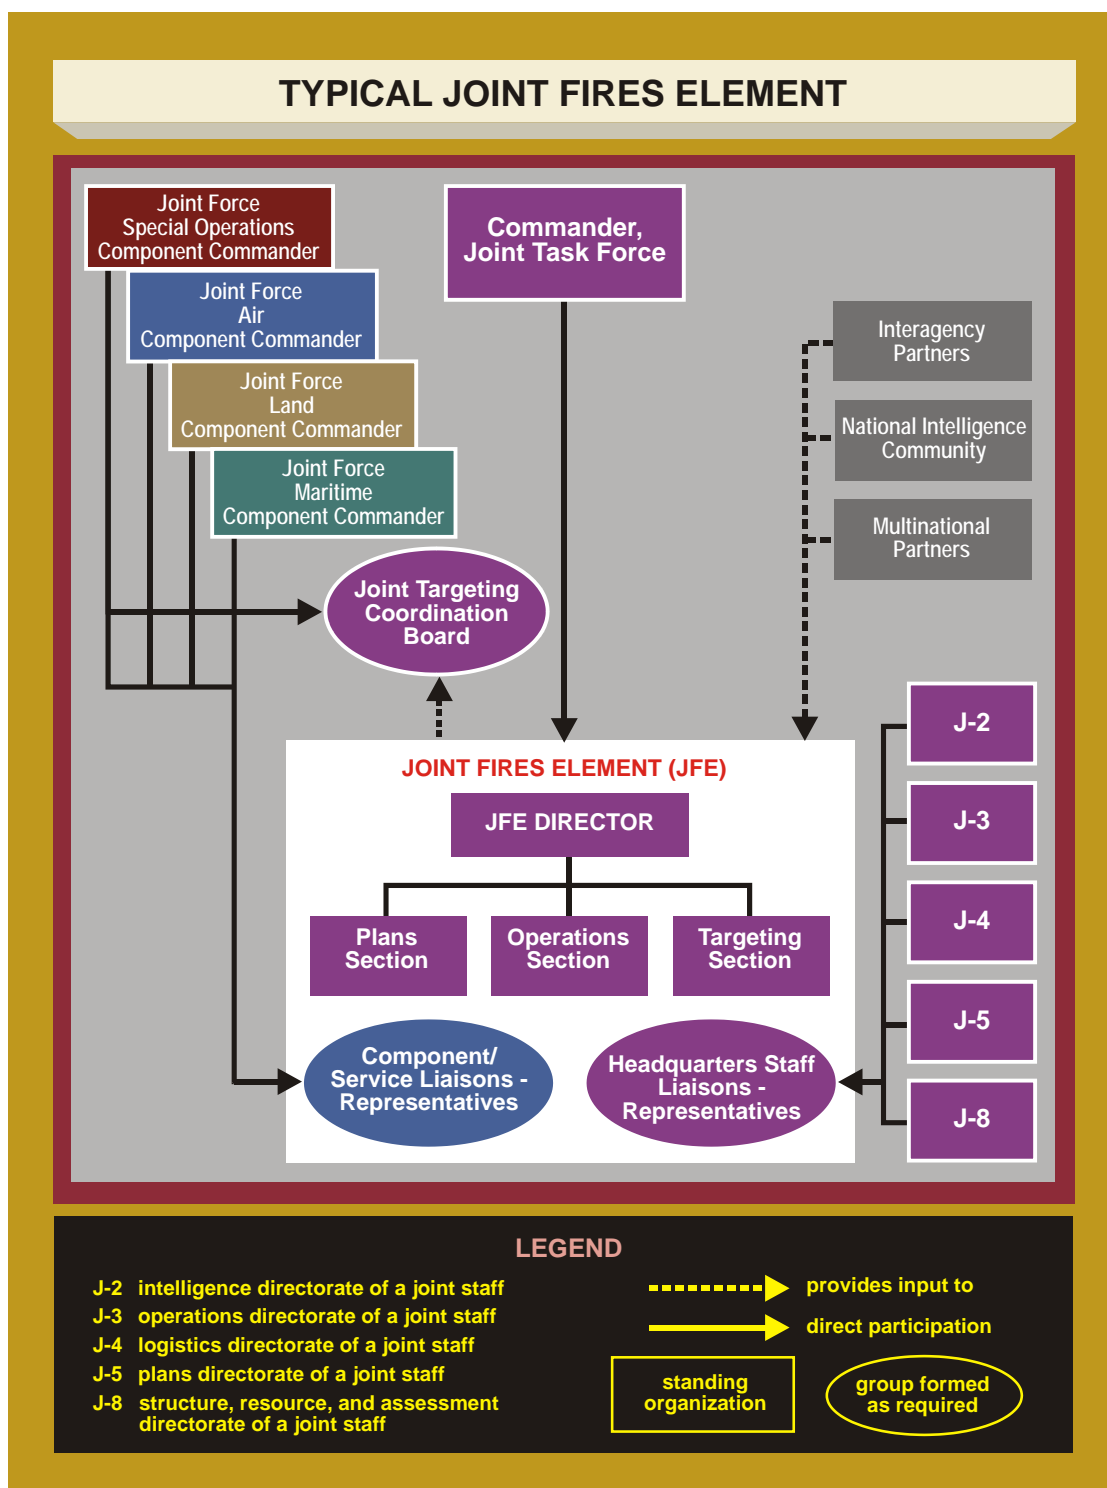 TYPICAL JOINT FIRES ELEMENT
Joint Force
Special Operations
Component Commander
Joint Force
Air
Component Commander
Joint Force
Land
Component Commander
Joint Force
Maritime
Component Commander
Commander,
Joint Task Force
Interagency
Partners
National Intelligence
Community
Multinational
Partners
Joint Targeting
Coordination
Board
J-2
J-3
J-4
J-5
J-8
JOINT FIRES ELEMENT (JFE)
JFE DIRECTOR
Plans
Section
Operations
Section
Targeting
Section
Component/
Service Liaisons -
Representatives
Headquarters Staff
Liaisons -
Representatives
LEGEND
J-2 intelligence directorate of a joint staff
J-3 operations directorate of a joint staff
J-4 logistics directorate of a joint staff
J-5 plans directorate of a joint staff
J-8 structure, resource, and assessment
directorate of a joint staff
provides input to
direct participation
standing
organization
group formed
as required